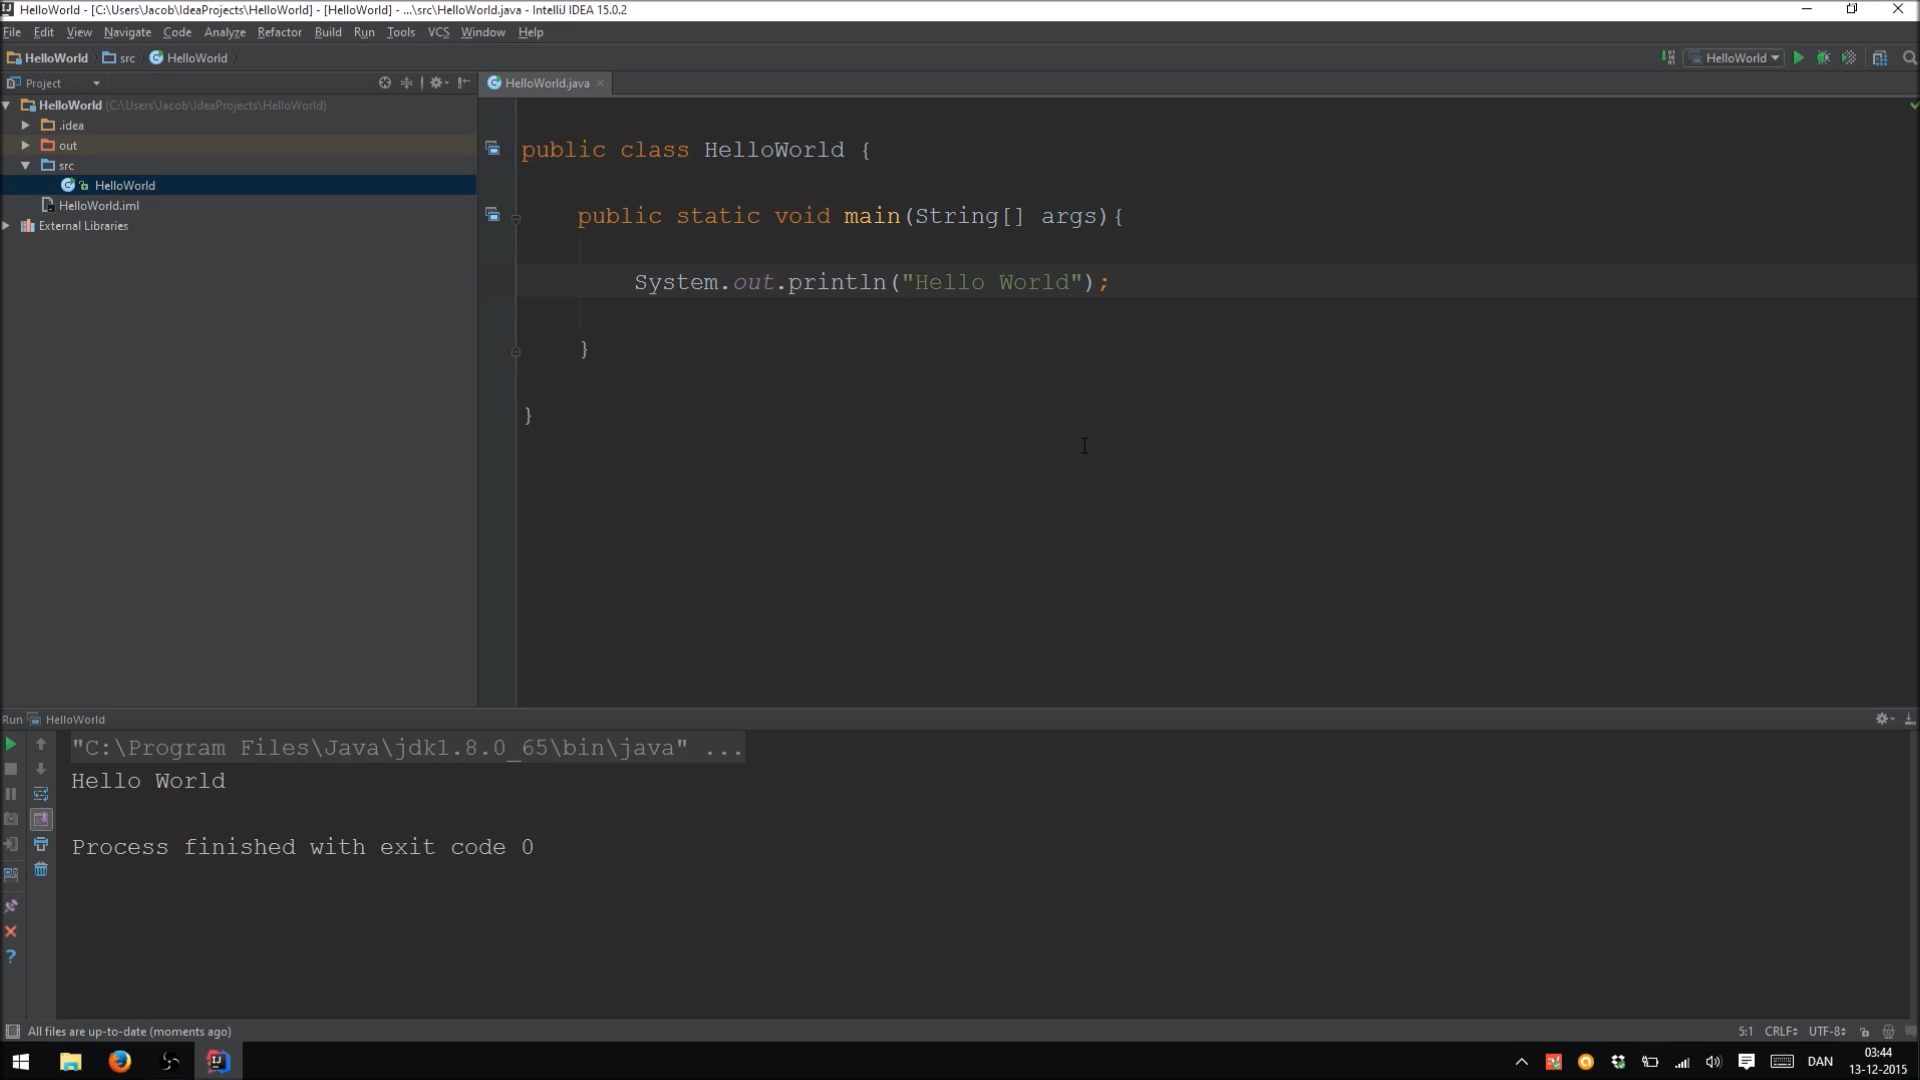 HelloWorld - [C:\Users\Jacob\IdeaProjects\HelloWorld] - [HelloWorld] - ...\src\HelloWorld.java - IntelliJ IDEA 15.0.2
File Edit View Navigate Code Analyze Refactor Build Run Tools VCS Window Help
HelloWorld src HelloWorld HelloWorld
Project HelloWorld.java
HelloWorld (C:\Users\Jacob\IdeaProjects\HelloWorld)
.idea
out
src
HelloWorld
HelloWorld.iml
External Libraries
public class HelloWorld {
public static void main(String[] args){
System.out.println("Hello World");
}
}
Run HelloWorld
"C:\Program Files\Java\jdk1.8.0_65\bin\java" ...
Hello World
Process finished with exit code 0
All files are up-to-date (moments ago) 5:1 CRLF UTF-8
DAN 03:44
13-12-2015